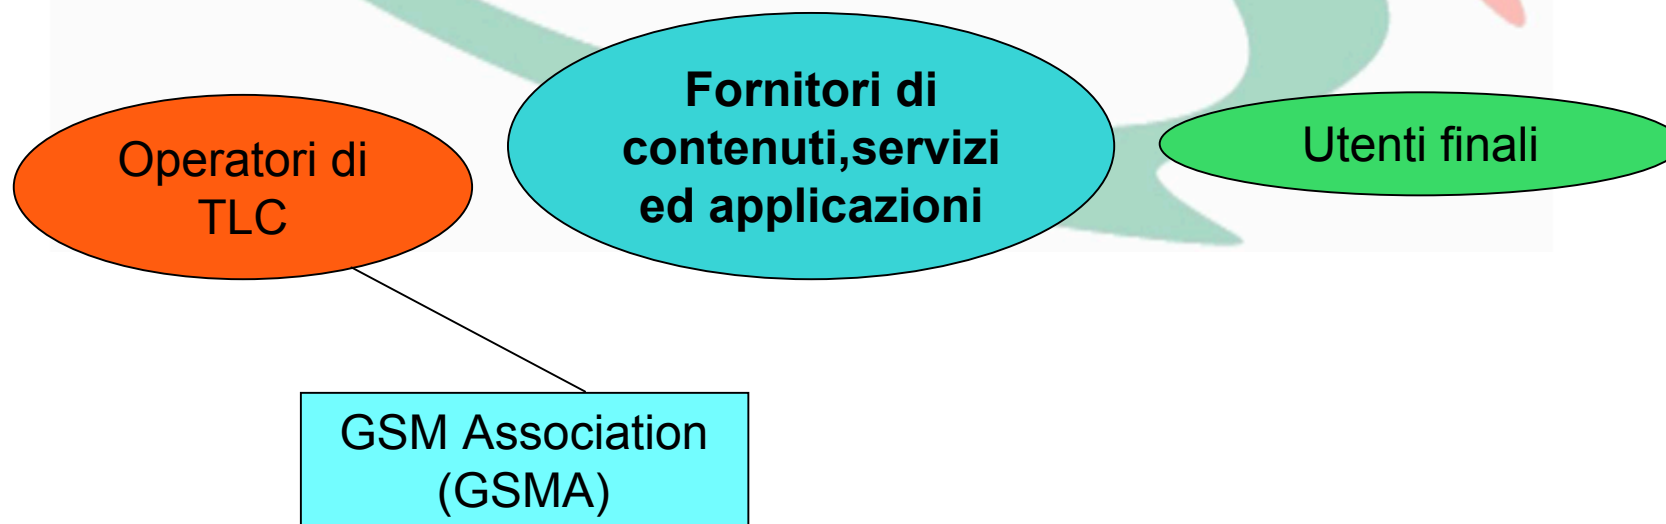 Fornitori di
contenuti,servizi
ed applicazioni
Operatori di
TLC
Utenti finali
GSM Association
(GSMA)